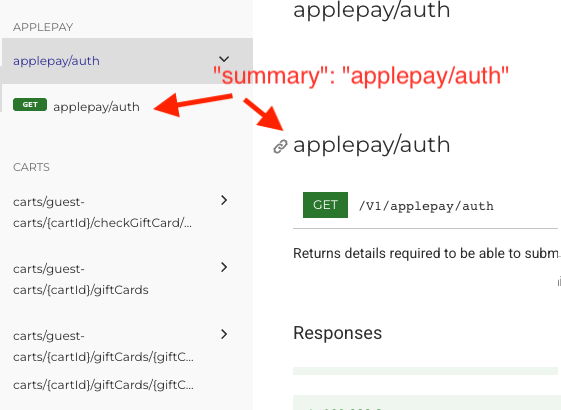 APPLEPAY
applepay/auth
GET applepay/auth
CARTS
carts/guest-
carts/{cartId}/checkGiftCard/...
carts/guest-
carts/{cartId}/giftCards
carts/guest-
carts/{cartId}/giftCards/{giftC...
carts/{cartId}/giftCards/{giftC...
applepay/auth
"summary": "applepay/auth"
applepay/auth
GET /V1/applepay/auth
Returns details required to be able to subm
Responses